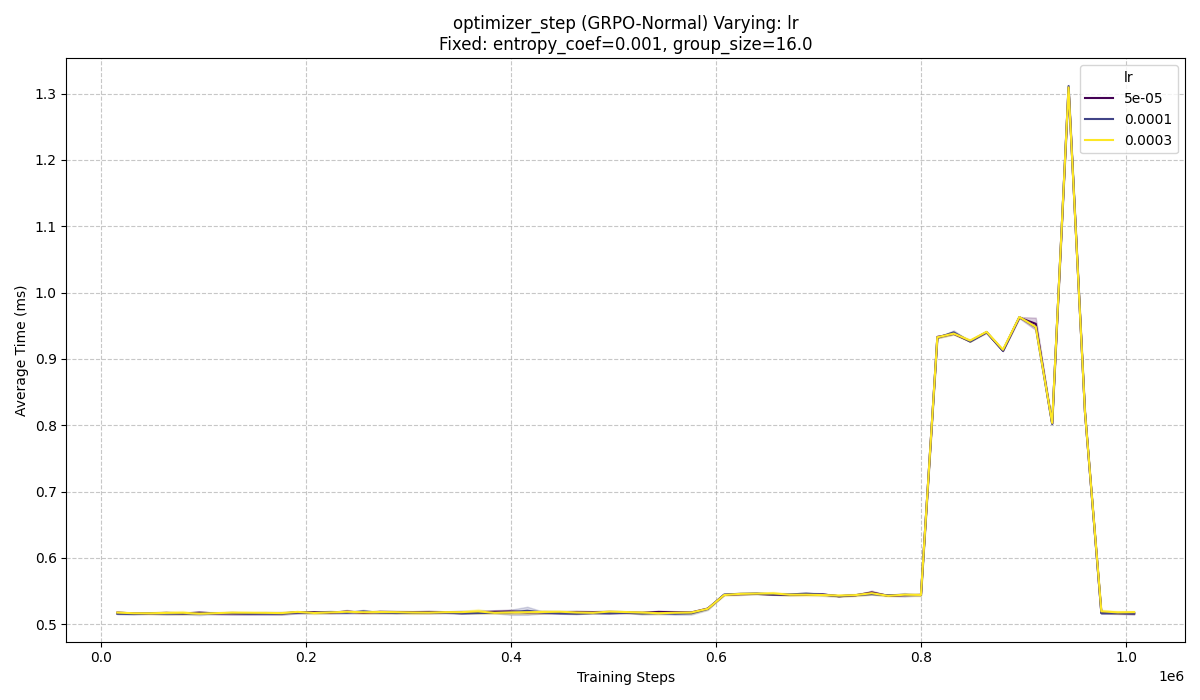 optimizer_step (GRPO-Normal) Varying: lr
Fixed: entropy_coef=0.001, group_size=16.0
lr
5e-05
0.0001
0.0003
Average Time (ms)
1.3
1.2
1.1
1.0
0.9
0.8
0.7
0.6
0.5
0.0
0.2
0.4
0.6
0.8
1.0
1e6
Training Steps